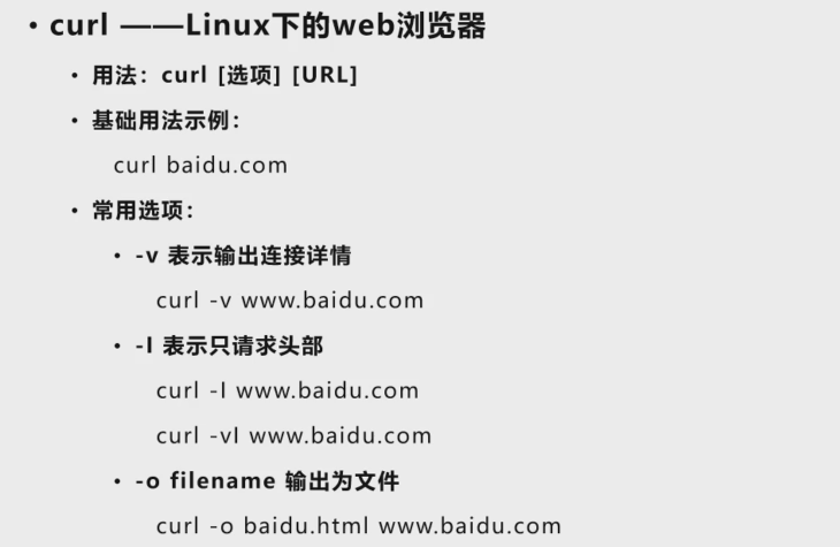 • curl ——Linux下的web浏览器
• 用法：curl [选项] [URL]
• 基础用法示例：
curl baidu.com
• 常用选项：
• -v 表示输出连接详情
curl -v www.baidu.com
• -I 表示只请求头部
curl -I www.baidu.com
curl -vI www.baidu.com
• -o filename 输出为文件
curl -o baidu.html www.baidu.com